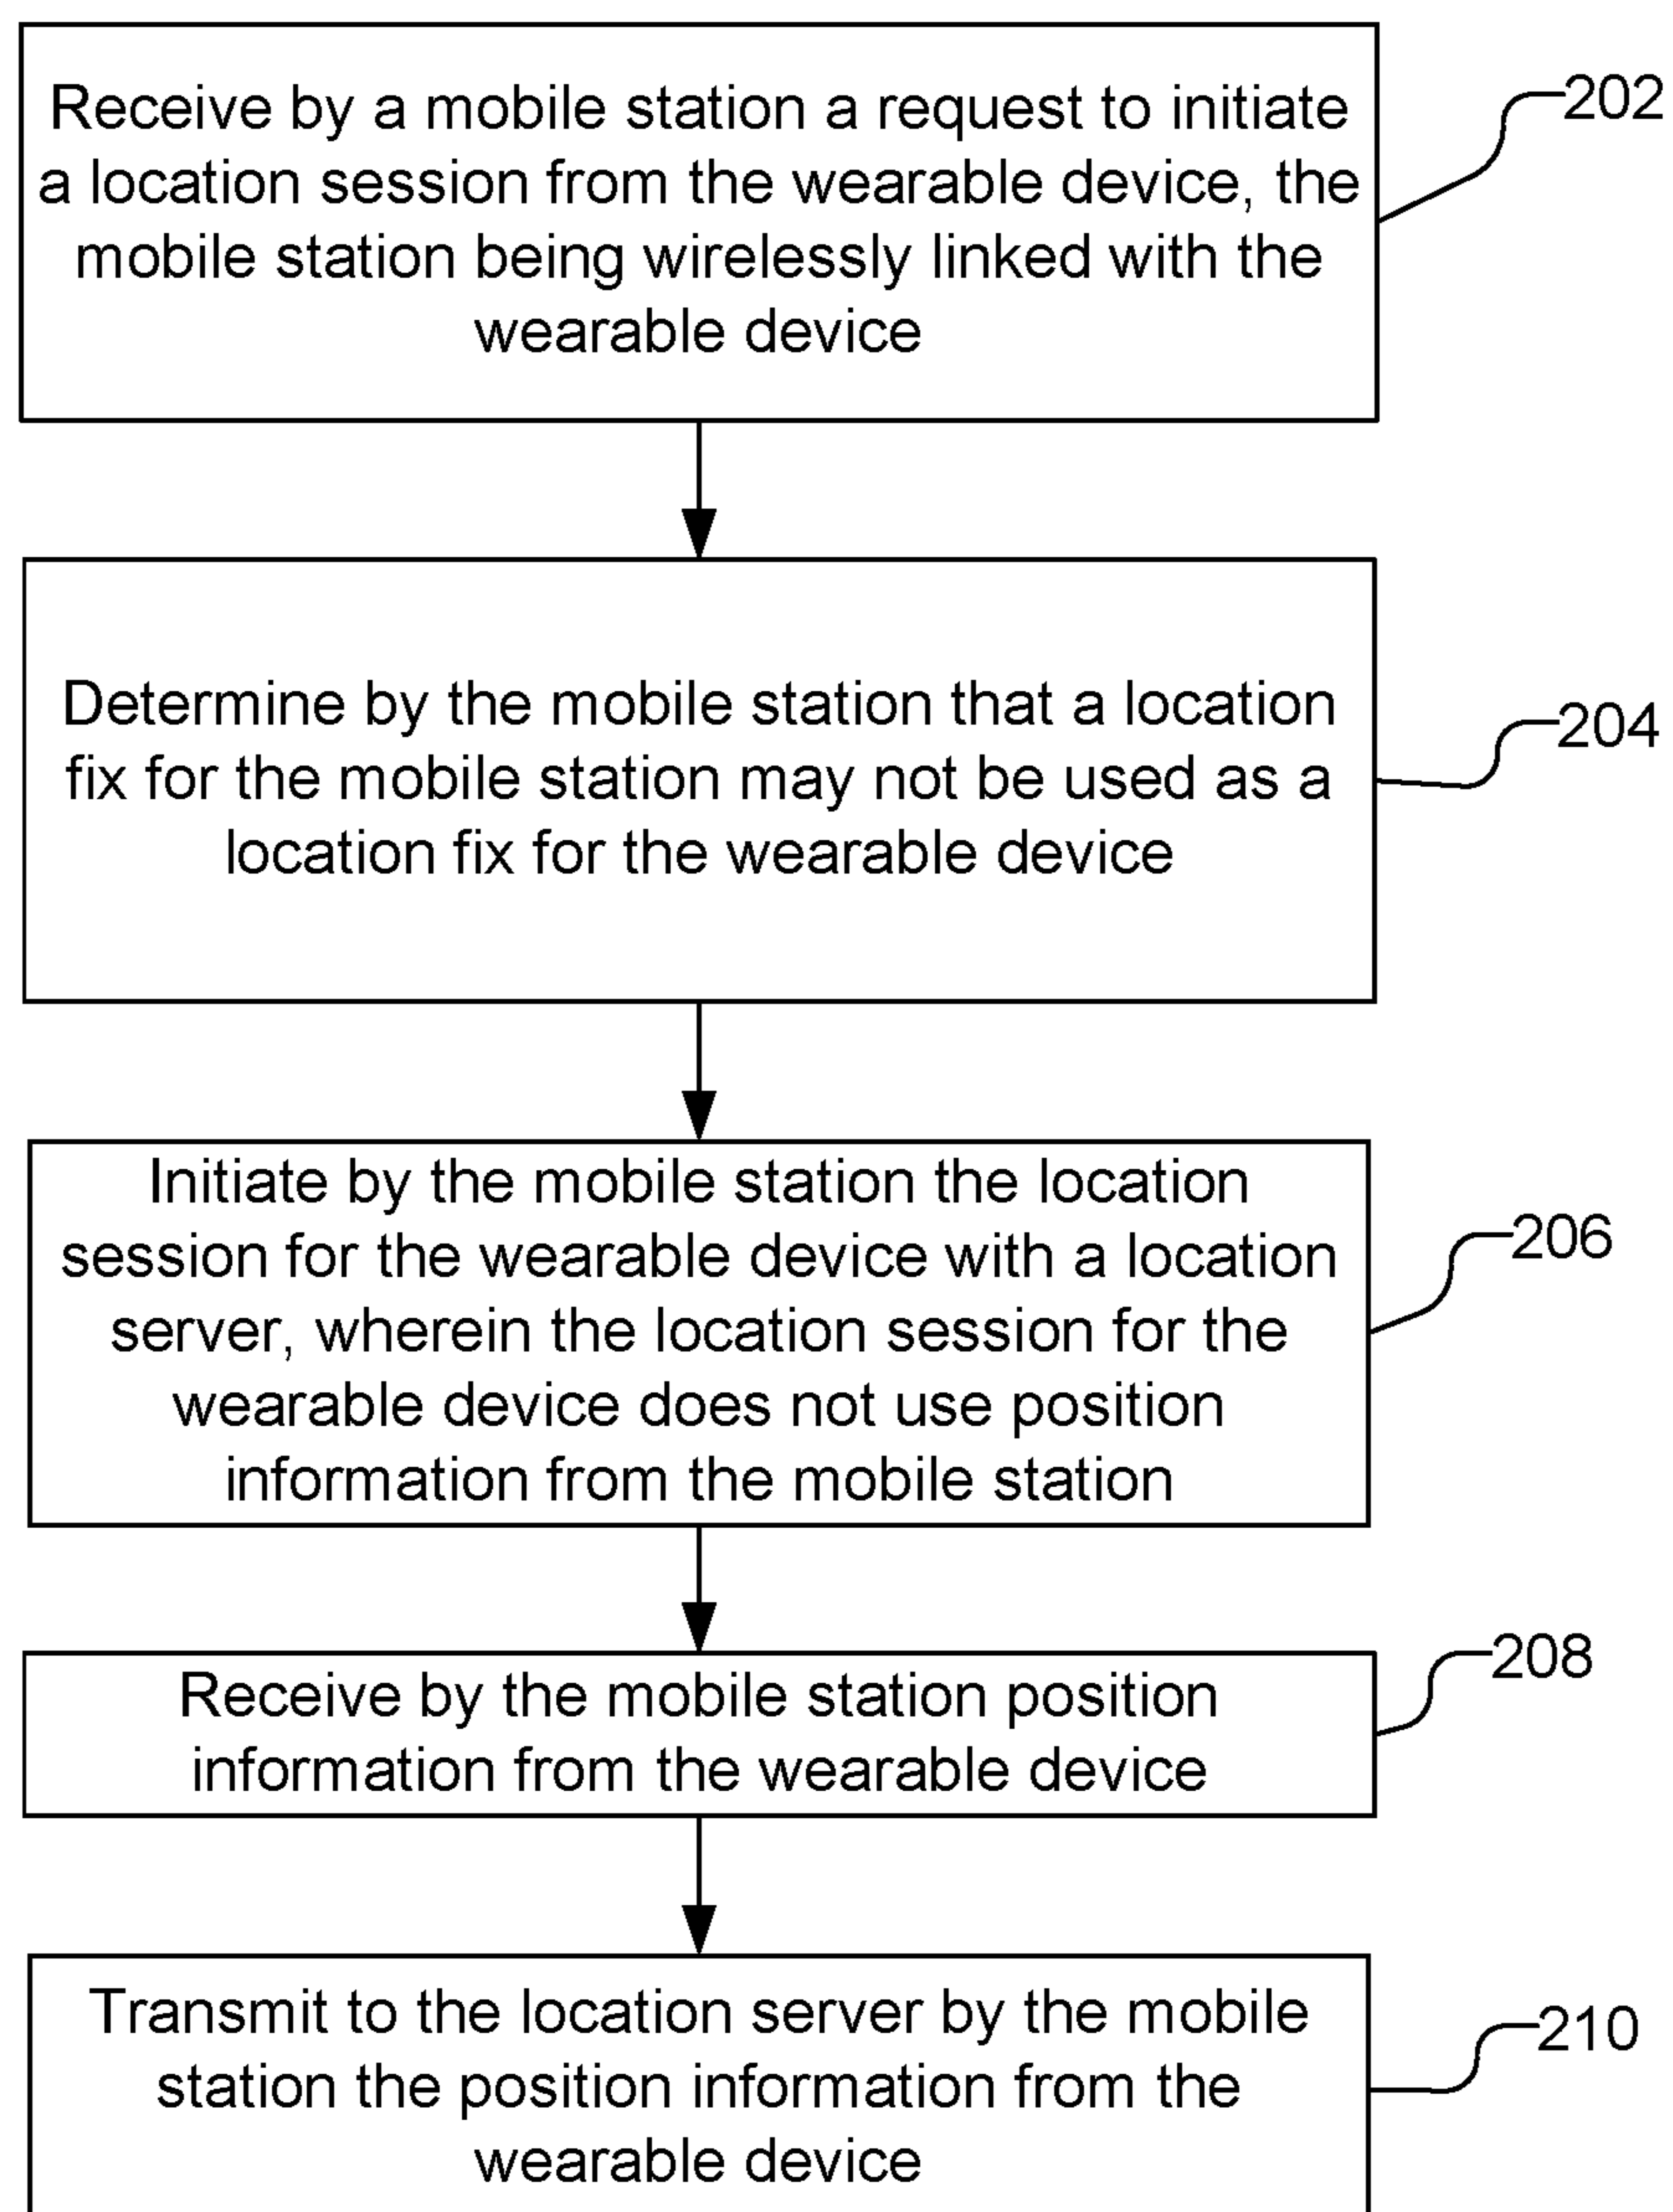 Receive by a mobile station a request to initiate
a location session from the wearable device, the
mobile station being wirelessly linked with the
wearable device
202
Determine by the mobile station that a location
fix for the mobile station may not be used as a
location fix for the wearable device
204
Initiate by the mobile station the location
session for the wearable device with a location
server, wherein the location session for the
wearable device does not use position
information from the mobile station
206
Receive by the mobile station position
information from the wearable device
208
Transmit to the location server by the mobile
station the position information from the
wearable device
210